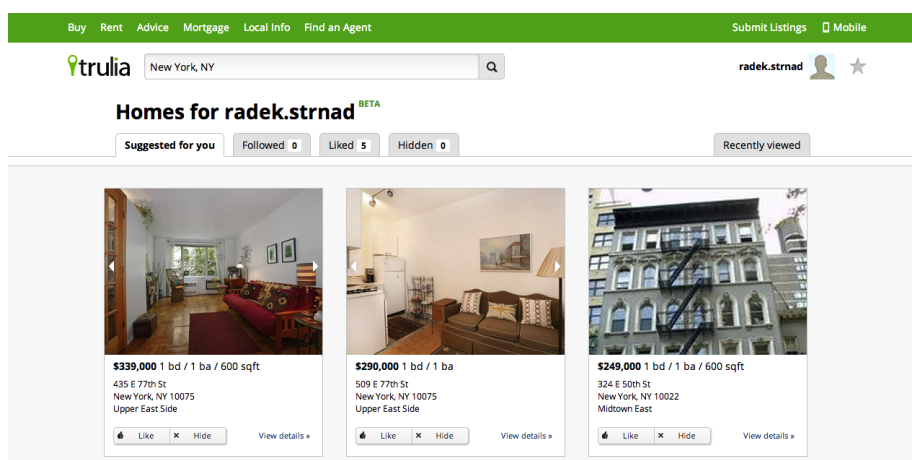 Buy Rent Advice Mortgage Local Info Find an Agent Submit Listings Mobile
trulia New York, NY radek.strnad
Homes for radek.strnad BETA
Suggested for you Followed 0 Liked 5 Hidden 0 Recently viewed
$339,000 1 bd / 1 ba / 600 sqft
435 E 77th St
New York, NY 10075
Upper East Side
Like Hide View details »
$290,000 1 bd / 1 ba
509 E 77th St
New York, NY 10075
Upper East Side
Like Hide View details »
$249,000 1 bd / 1 ba / 600 sqft
324 E 50th St
New York, NY 10022
Midtown East
Like Hide View details »